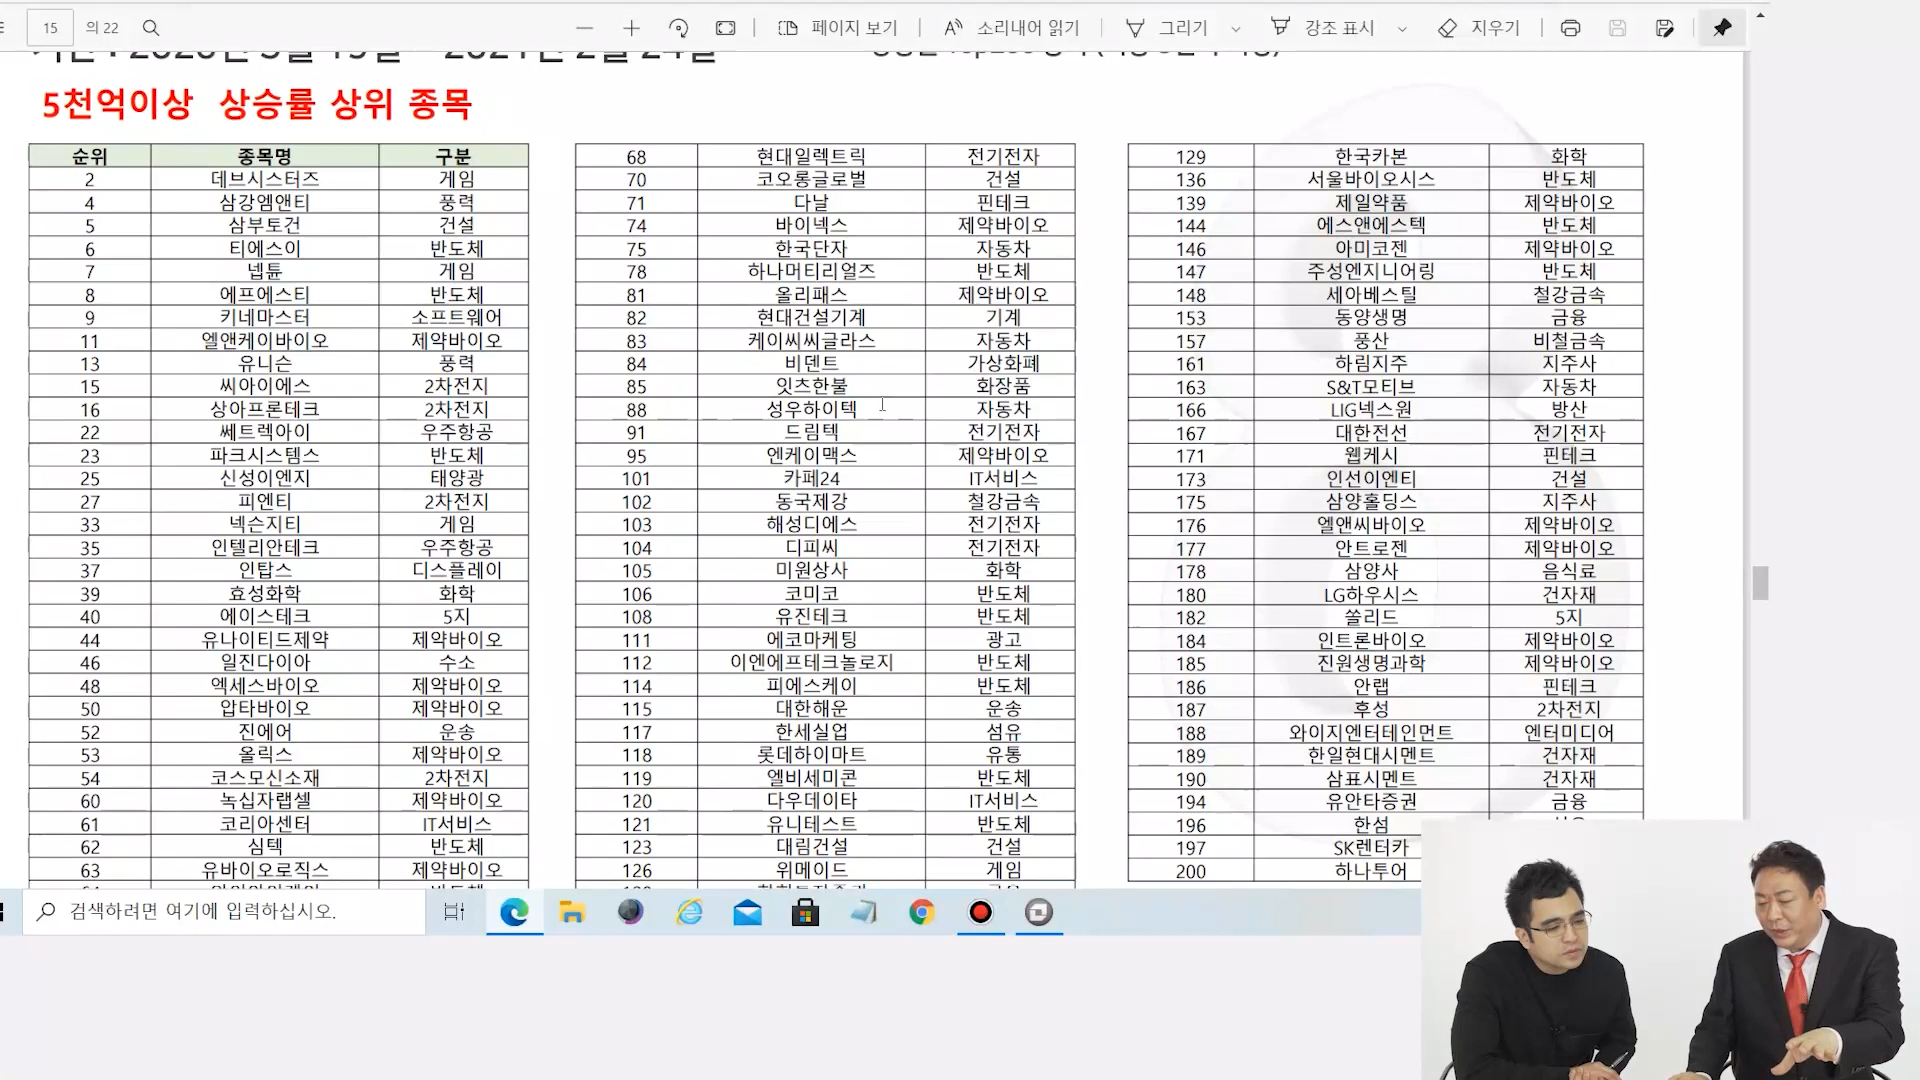 15 의 22 페이지 보기 소리내어 읽기 그리기 강조 표시 지우기
5천억이상 상승률 상위 종목
순위 종목명 구분
2 데브시스터즈 게임
4 삼강엠앤티 풍력
5 삼부토건 건설
6 티에스이 반도체
7 넵튠 게임
8 에프에스티 반도체
9 키네마스터 소프트웨어
11 엘앤케이바이오 제약바이오
13 유니슨 풍력
15 씨아이에스 2차전지
16 상아프론테크 2차전지
22 쎄트렉아이 우주항공
23 파크시스템스 반도체
25 신성이엔지 태양광
27 피엔티 2차전지
33 넥슨지티 게임
35 인텔리안테크 우주항공
37 인탑스 디스플레이
39 효성화학 화학
40 에이스테크 5지
44 유나이티드제약 제약바이오
46 일진다이아 수소
48 엑세스바이오 제약바이오
50 압타바이오 제약바이오
52 진에어 운송
53 올릭스 제약바이오
54 코스모신소재 2차전지
60 녹십자랩셀 제약바이오
61 코리아센터 IT서비스
62 심텍 반도체
63 유바이오로직스 제약바이오
68 현대일렉트릭 전기전자
70 코오롱글로벌 건설
71 다날 핀테크
74 바이넥스 제약바이오
75 한국단자 자동차
78 하나머티리얼즈 반도체
81 올리패스 제약바이오
82 현대건설기계 기계
83 케이씨씨글라스 자동차
84 비덴트 가상화폐
85 잇츠한불 화장품
88 성우하이텍 자동차
91 드림텍 전기전자
95 엔케이맥스 제약바이오
101 카페24 IT서비스
102 동국제강 철강금속
103 해성디에스 전기전자
104 디피씨 전기전자
105 미원상사 화학
106 코미코 반도체
108 유진테크 반도체
111 에코마케팅 광고
112 이엔에프테크놀로지 반도체
114 피에스케이 반도체
115 대한해운 운송
117 한세실업 섬유
118 롯데하이마트 유통
119 엘비세미콘 반도체
120 다우데이타 IT서비스
121 유니테스트 반도체
123 대림건설 건설
126 위메이드 게임
129 한국카본 화학
136 서울바이오시스 반도체
139 제일약품 제약바이오
144 에스앤에스텍 반도체
146 아미코젠 제약바이오
147 주성엔지니어링 반도체
148 세아베스틸 철강금속
153 동양생명 금융
157 풍산 비철금속
161 하림지주 지주사
163 S&T모티브 자동차
166 LIG넥스원 방산
167 대한전선 전기전자
171 웹케시 핀테크
173 인선이엔티 건설
175 삼양홀딩스 지주사
176 엘앤씨바이오 제약바이오
177 안트로젠 제약바이오
178 삼양사 음식료
180 LG하우시스 건자재
182 쏠리드 5지
184 인트론바이오 제약바이오
185 진원생명과학 제약바이오
186 안랩 핀테크
187 후성 2차전지
188 와이지엔터테인먼트 엔터미디어
189 한일현대시멘트 건자재
190 삼표시멘트 건자재
194 유안타증권 금융
196 한섬
197 SK렌터카
200 하나투어
검색하려면 여기에 입력하십시오.